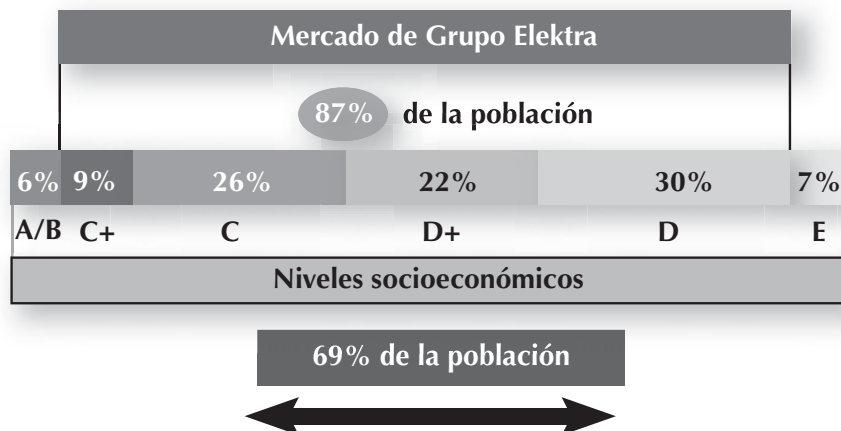 Mercado de Grupo Elektra
87% de la población
6% 9% 26% 22% 30% 7%
A/B C+ C D+ D E
Niveles socioeconómicos
69% de la población